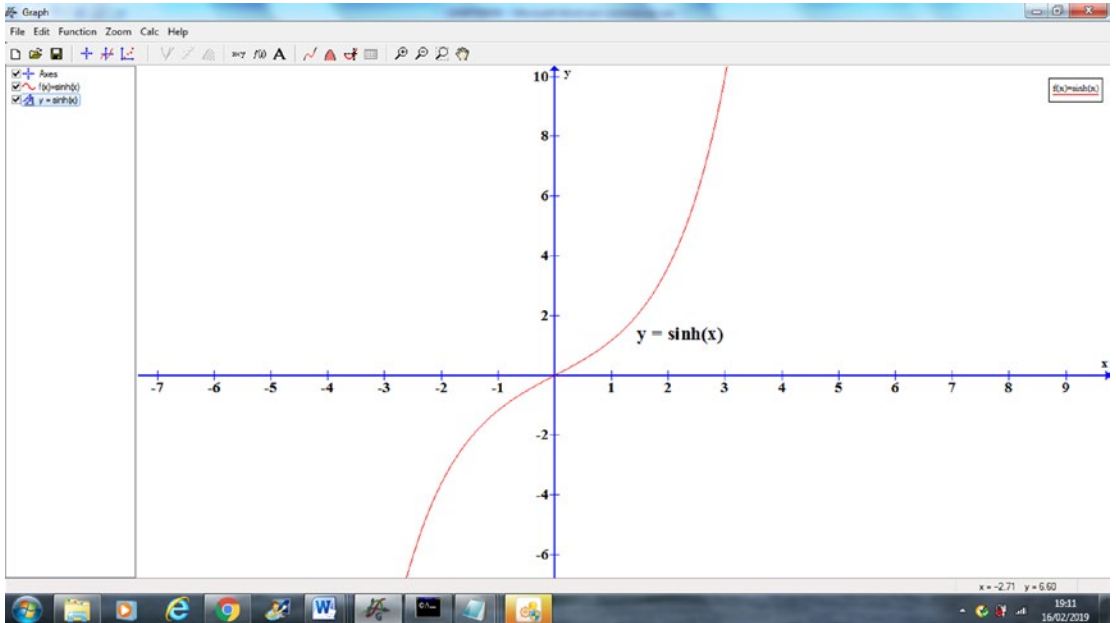 Graph
File Edit Function Zoom Calc Help
Axes
f(x)=sinh(x)
y = sinh(x)
f(x)=sinh(x)
y
10
8
6
4
2
-2
-4
-6
y = sinh(x)
x
-7 -6 -5 -4 -3 -2 -1 1 2 3 4 5 6 7 8 9
x = -2.71 y = 6.60
19:11
16/02/2019